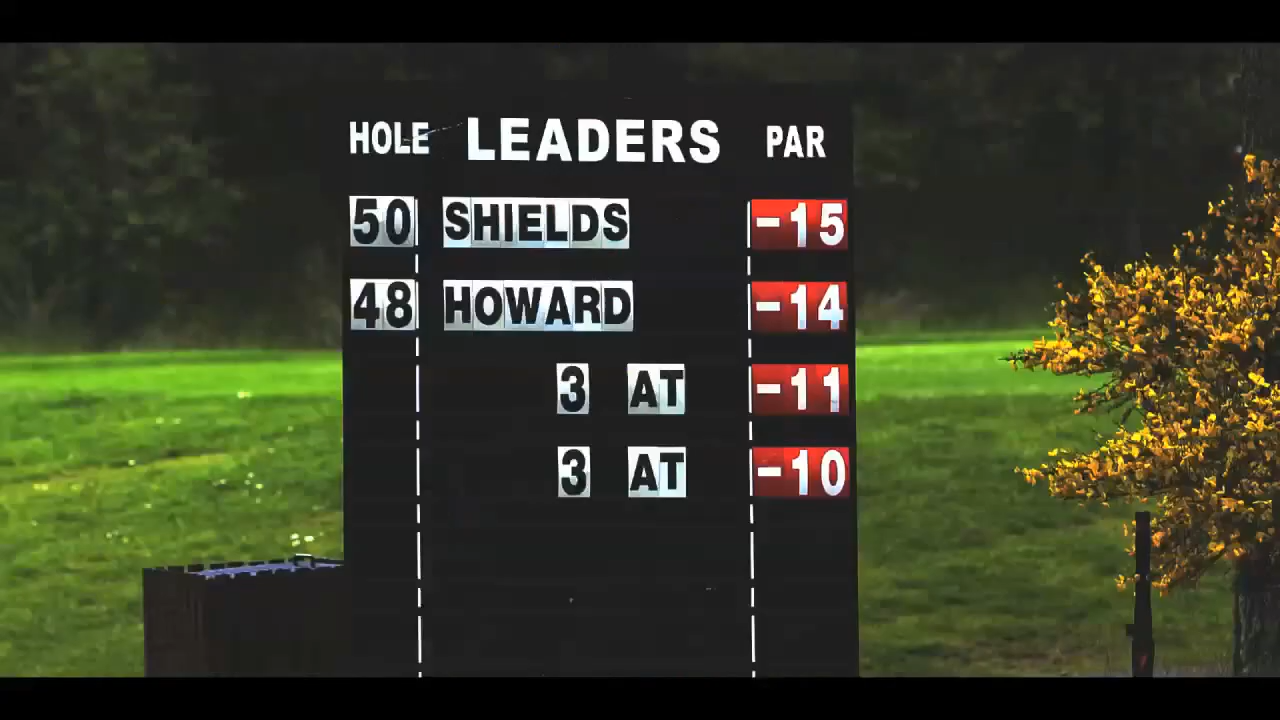 HOLE LEADERS PAR
50 SHIELDS -15
48 HOWARD -14
3 AT -11
3 AT -10